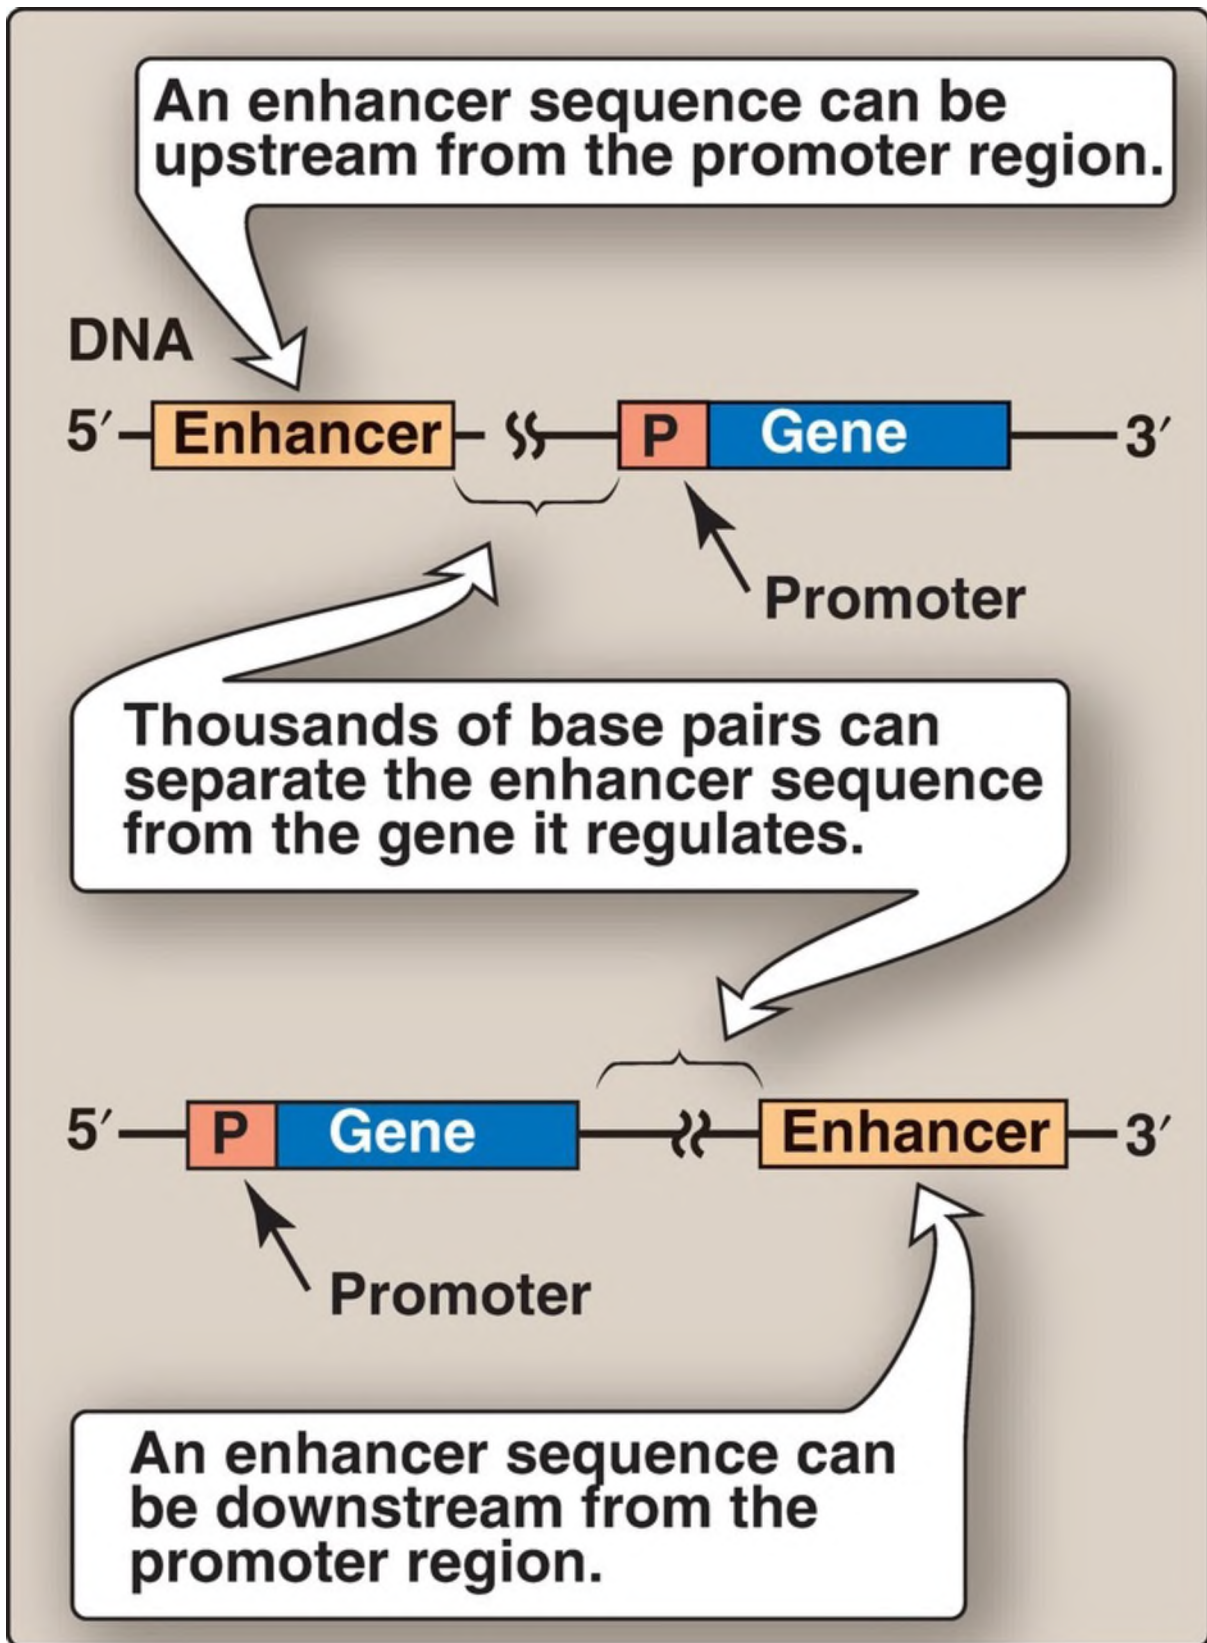 An enhancer sequence can be
upstream from the promoter region.
DNA
5′ Enhancer P Gene 3′
Promoter
Thousands of base pairs can
separate the enhancer sequence
from the gene it regulates.
5′ P Gene Enhancer 3′
Promoter
An enhancer sequence can
be downstream from the
promoter region.